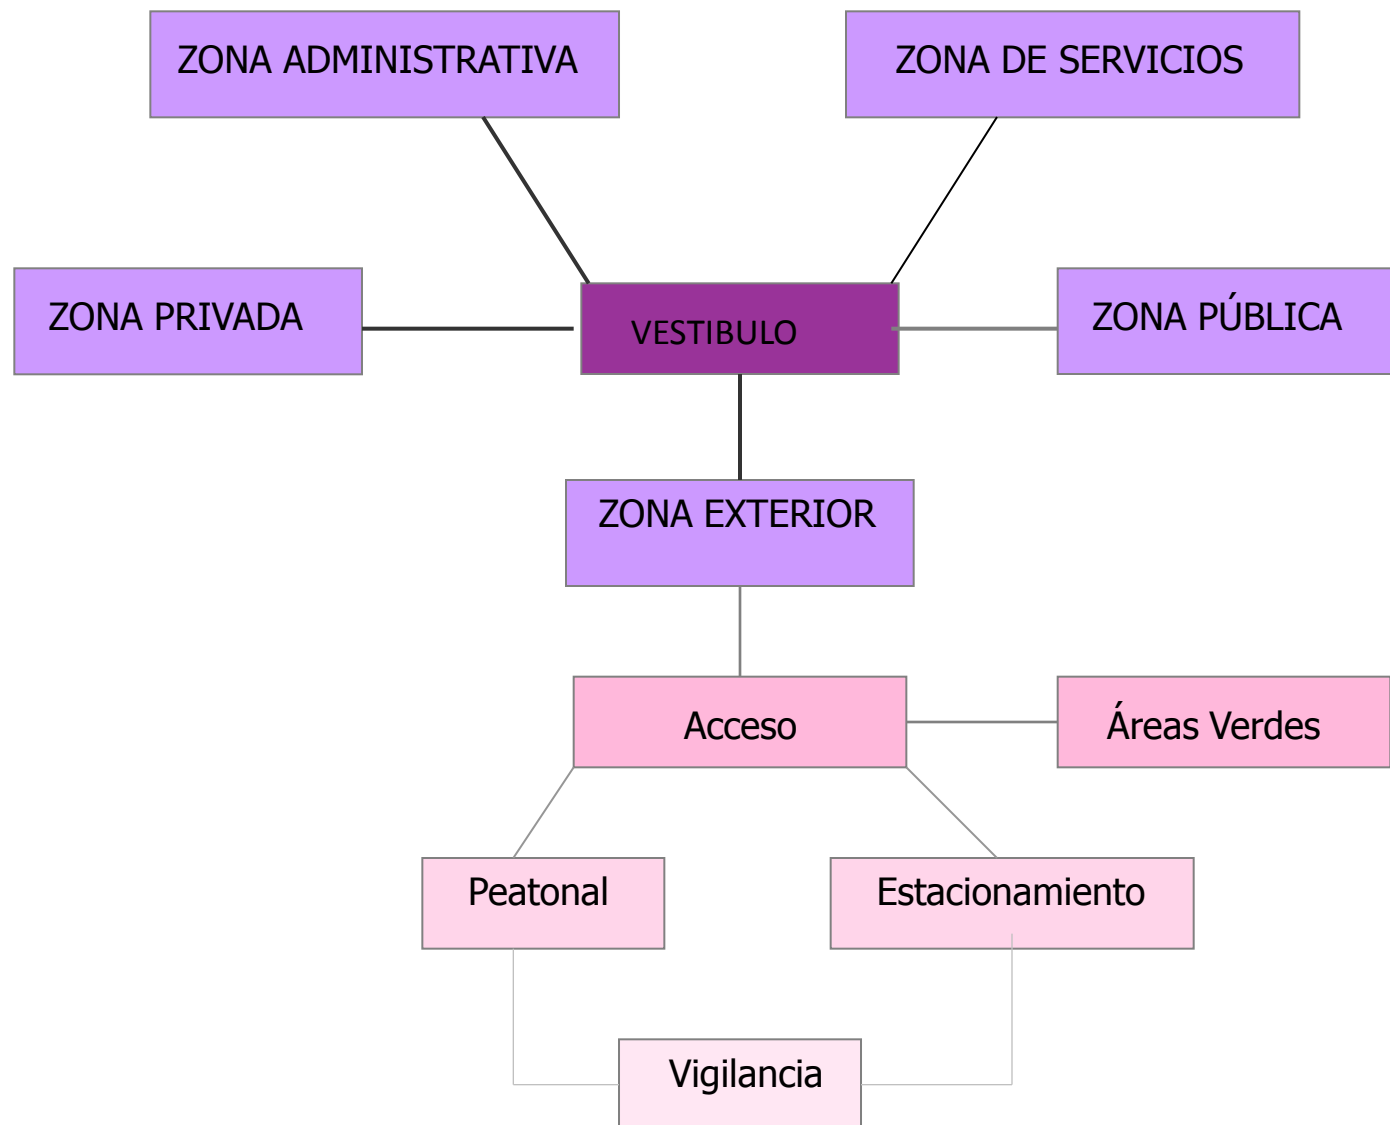 ZONA ADMINISTRATIVA
ZONA DE SERVICIOS
ZONA PRIVADA
VESTIBULO
ZONA PÚBLICA
ZONA EXTERIOR
Acceso
Áreas Verdes
Peatonal
Estacionamiento
Vigilancia